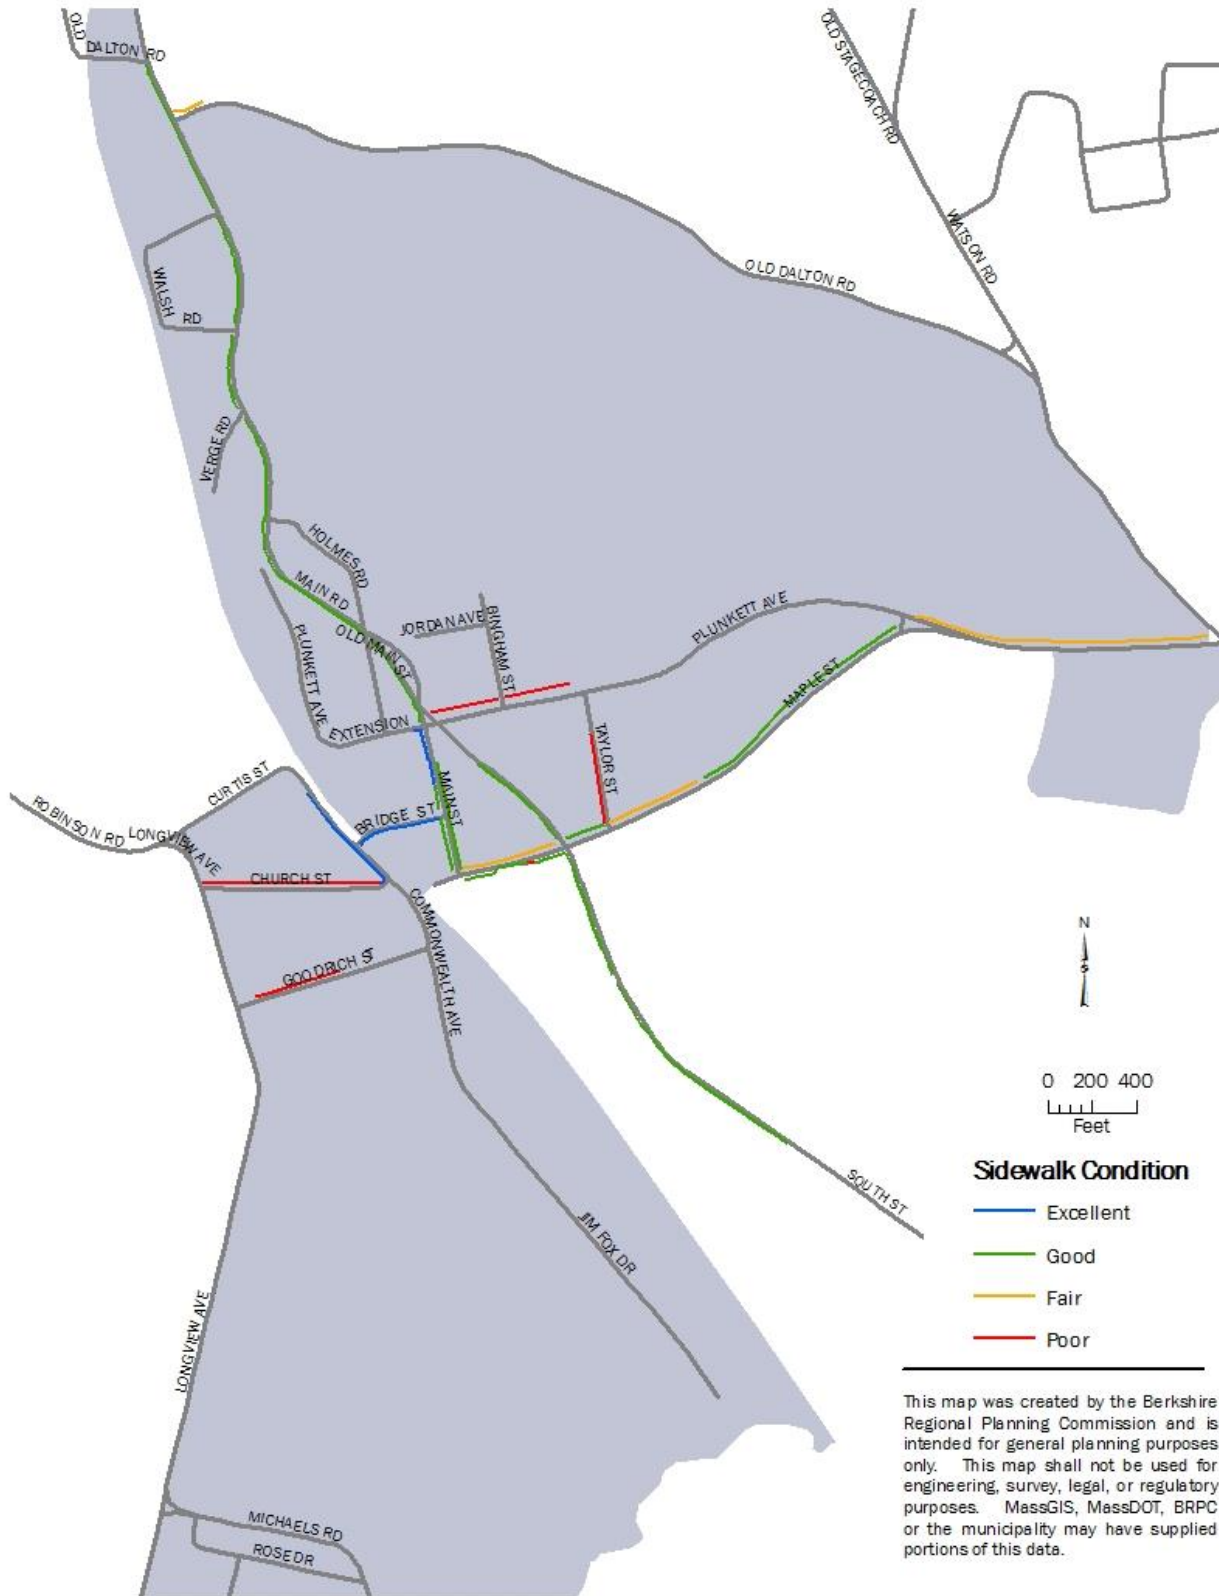 OLD DALTON RD
OLD STAGECOACH RD
WATSON RD
OLD DALTON RD
WALSH RD
VERGE RD
HOLMES RD
MAIN RD
OLD MAIN ST
JORDAN AVE
BINGHAM ST
PLUNKETT AVE
PLUNKETT AVE
EXTENSION
MAPLE ST
TAYLOR ST
MAIN ST
BRIDGE ST
CURTIS ST
ROBINSON RD
LONGVIEW AVE
CHURCH ST
GOODRICH ST
COMMONWEALTH AVE
N
S
0 200 400
Feet
Sidewalk Condition
Excellent
Good
Fair
Poor
SOUTH ST
JIM FOX DR
LONGVIEW AVE
This map was created by the Berkshire
Regional Planning Commission and is
intended for general planning purposes
only. This map shall not be used for
engineering, survey, legal, or regulatory
purposes. MassGIS, MassDOT, BRPC
or the municipality may have supplied
portions of this data.
MICHAELS RD
ROSE DR